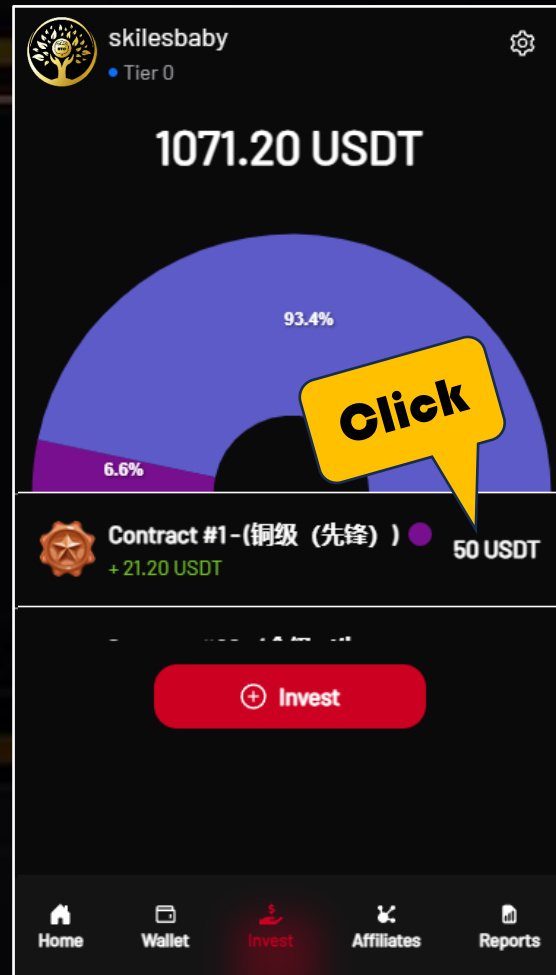 skilesbaby
Tier 0
1071.20 USDT
93.4%
6.6%
Click
Contract #1-(铜级（先锋）)
50 USDT
+ 21.20 USDT
Invest
Home
Wallet
Invest
Affiliates
Reports